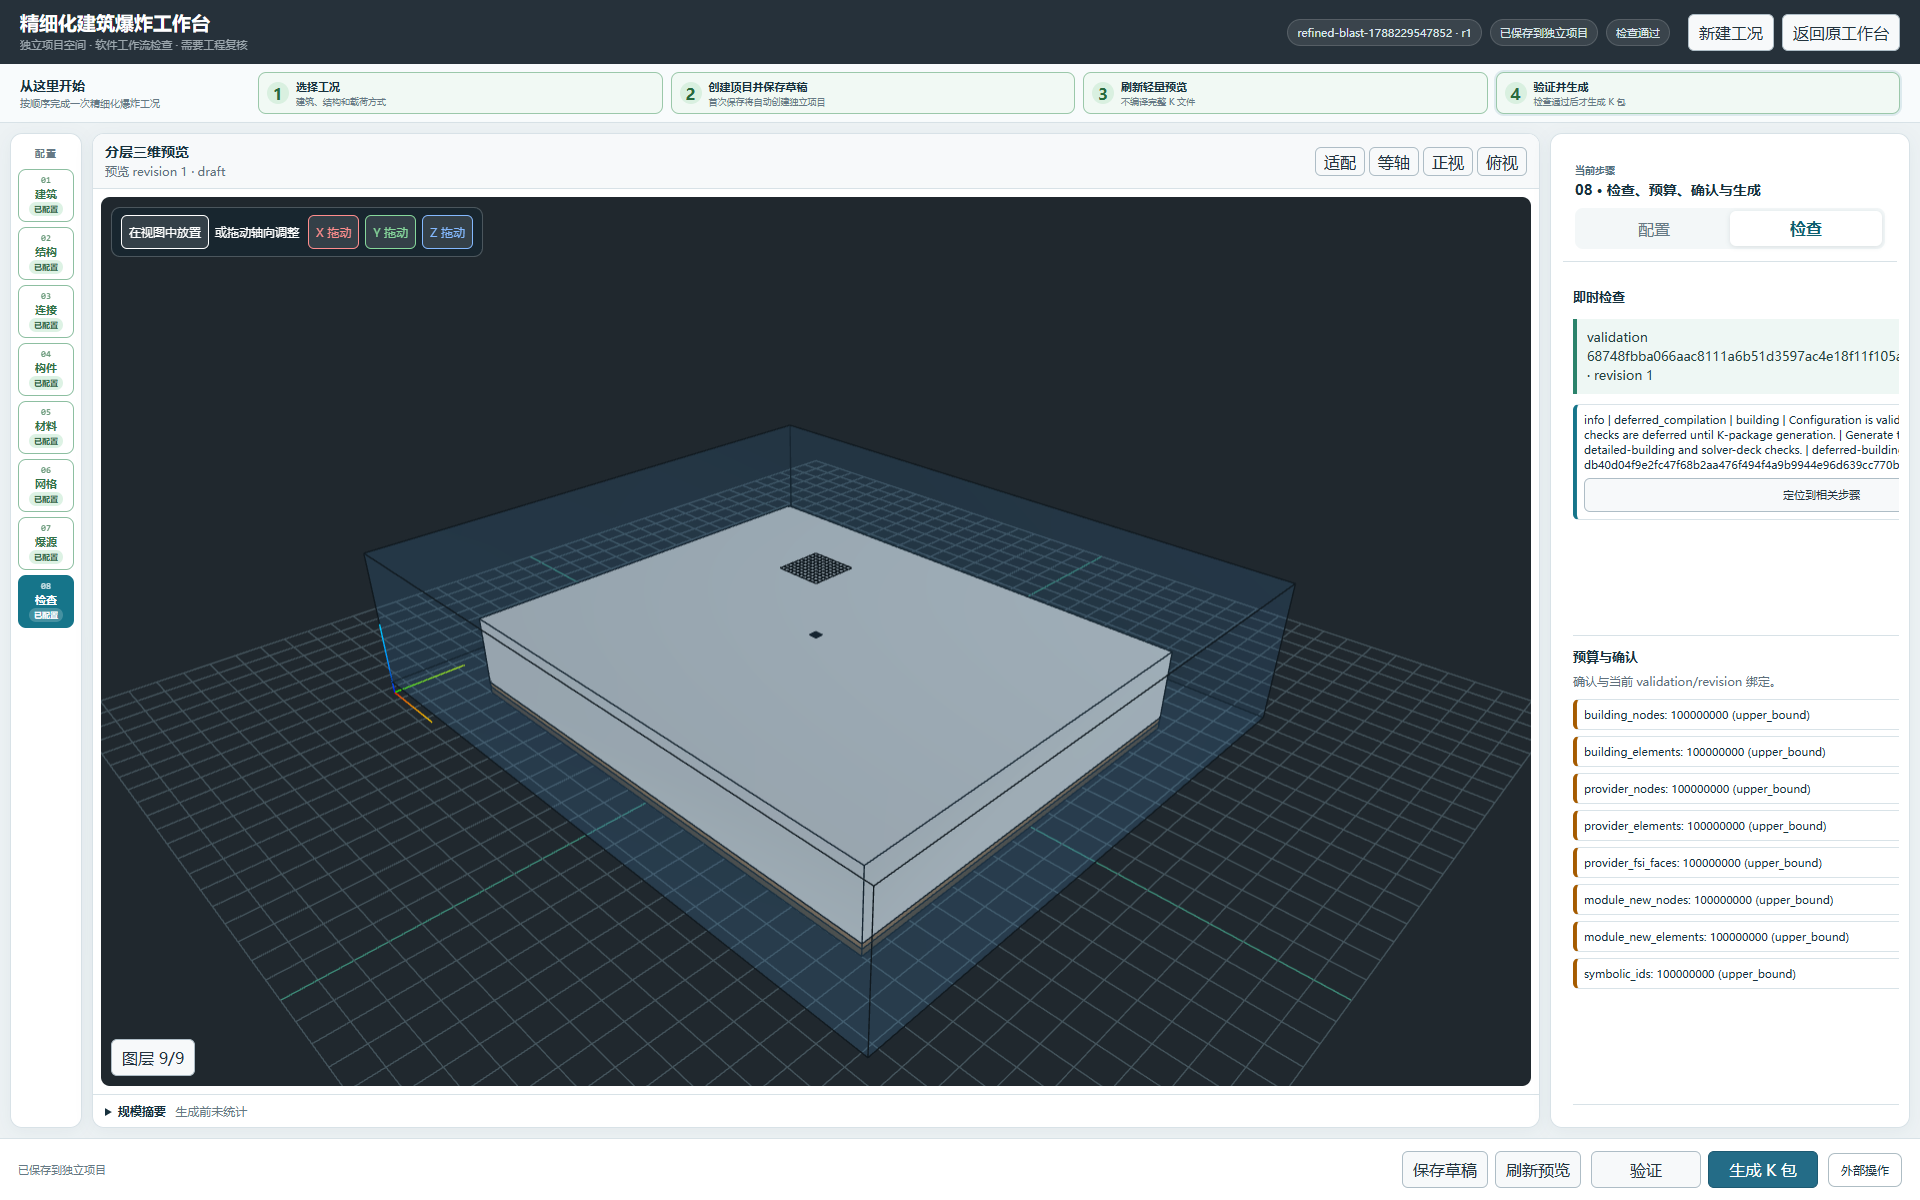 精细化建筑爆炸工作台
独立项目空间 · 软件工作流检查 · 需要工程复核
refined-blast-1788229547852 · r1
已保存到独立项目
检查通过
新建工况
返回原工作台
从这里开始
按顺序完成一次精细化爆炸工况
1 选择工况
建筑、结构和载荷方式
2 创建项目并保存草稿
首次保存将自动创建独立项目
3 刷新轻量预览
不编译完整 K 文件
4 验证并生成
检查通过后才生成 K 包
配置
01
建筑
已配置
02
结构
已配置
03
连接
已配置
04
构件
已配置
05
材料
已配置
06
网格
已配置
07
爆源
已配置
08
检查
已配置
分层三维预览
预览 revision 1 · draft
适配
等轴
正视
俯视
在视图中放置 或拖动轴向调整 X 拖动 Y 拖动 Z 拖动
图层 9/9
▶ 规模摘要 生成前未统计
当前步骤
08 • 检查、预算、确认与生成
配置
检查
即时检查
validation
68748fbba066aac8111a6b51d3597ac4e18f11f105a
· revision 1
info | deferred_compilation | building | Configuration is valid
checks are deferred until K-package generation. | Generate t
detailed-building and solver-deck checks. | deferred-building
db40d04f9e2fc47f68b2aa476f494f4a9b9944e96d639cc770b
定位到相关步骤
预算与确认
确认与当前 validation/revision 绑定。
building_nodes: 100000000 (upper_bound)
building_elements: 100000000 (upper_bound)
provider_nodes: 100000000 (upper_bound)
provider_elements: 100000000 (upper_bound)
provider_fsi_faces: 100000000 (upper_bound)
module_new_nodes: 100000000 (upper_bound)
module_new_elements: 100000000 (upper_bound)
symbolic_ids: 100000000 (upper_bound)
已保存到独立项目
保存草稿
刷新预览
验证
生成 K 包
外部操作